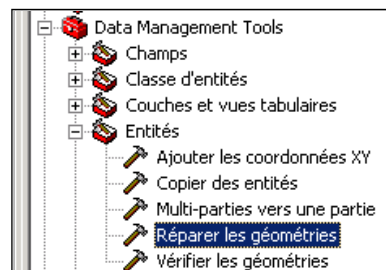 Data Management Tools
Champs
Classe d'entités
Couches et vues tabulaires
Entités
Ajouter les coordonnées XY
Copier des entités
Multi-parties vers une partie
Réparer les géométries
Vérifier les géométries